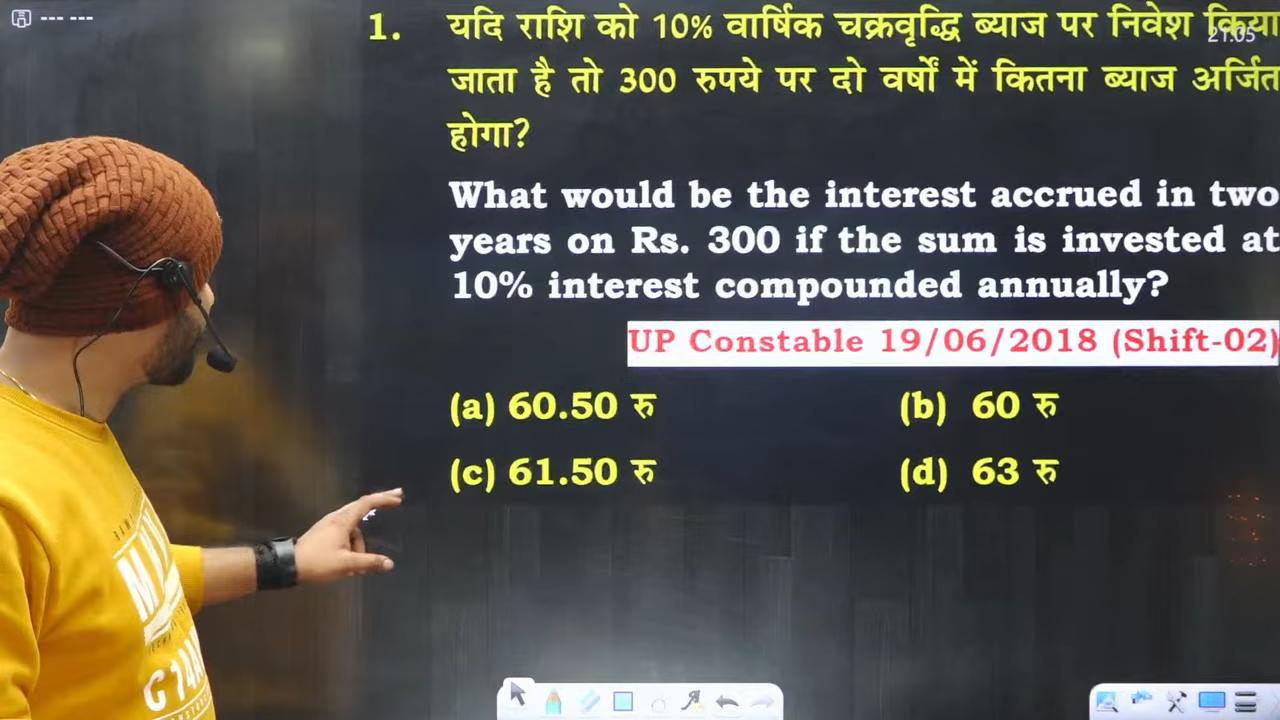 1. यदि राशि को 10% वार्षिक चक्रवृद्धि ब्याज पर निवेश किया
21:05
जाता है तो 300 रुपये पर दो वर्षों में कितना ब्याज अर्जित
होगा?
What would be the interest accrued in two
years on Rs. 300 if the sum is invested at
10% interest compounded annually?
UP Constable 19/06/2018 (Shift-02)
(a) 60.50 रु (b) 60 रु
(c) 61.50 रु (d) 63 रु